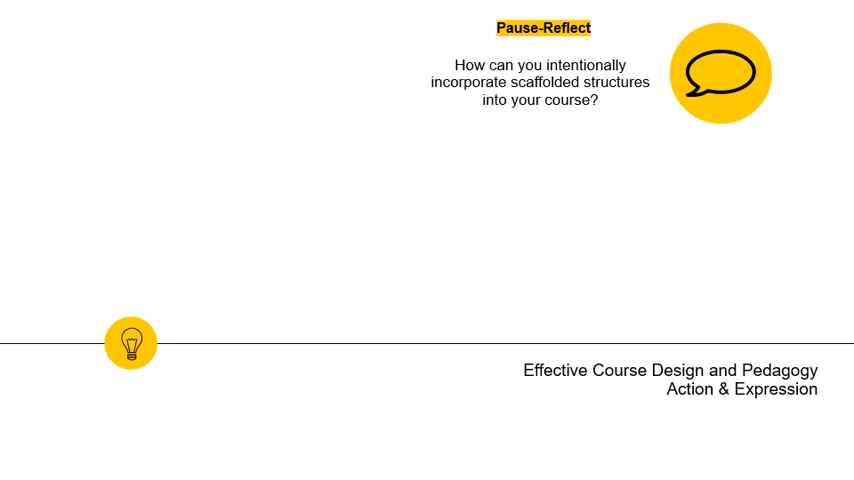 Pause-Reflect
How can you intentionally
incorporate scaffolded structures
into your course?
Effective Course Design and Pedagogy
Action & Expression